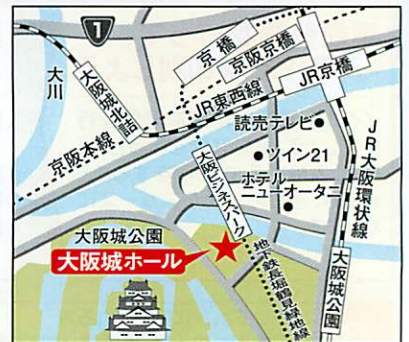 1
京橋
京阪京橋
JR京橋
大川
大阪城北詰
JR東西線
読売テレビ
京阪本線
ツイン21
大阪ビジネスパーク
ホテル
ニューオータニ
JR大阪環状線
大阪城公園
大阪城ホール
地下鉄長堀鶴見緑地線
大阪城公園